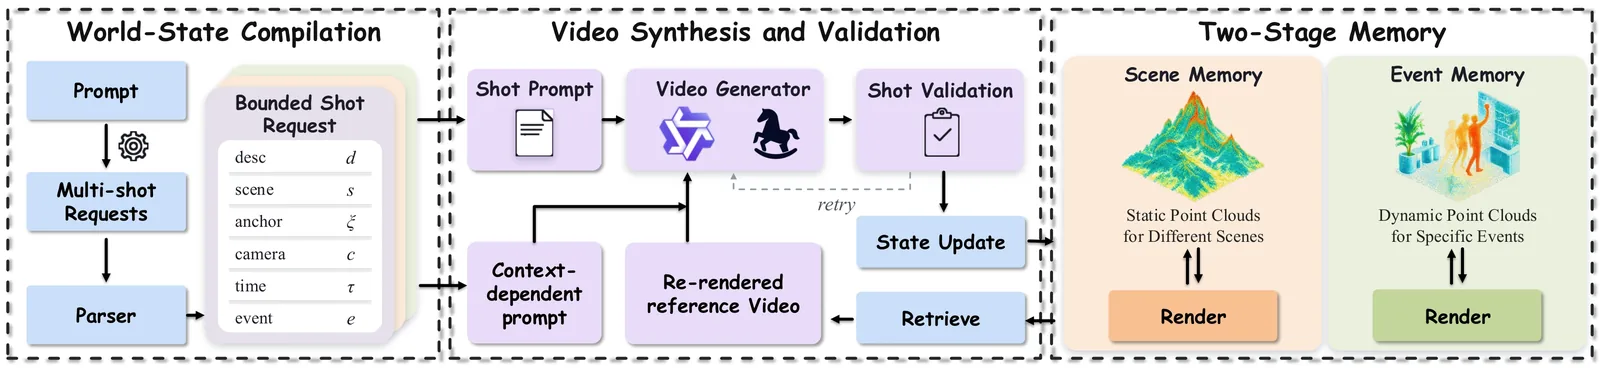 World-State Compilation
Prompt
Multi-shot
Requests
Parser
Bounded Shot
Request
desc d
scene s
anchor ξ
camera c
time τ
event e
Video Synthesis and Validation
Shot Prompt
Video Generator
Shot Validation
retry
Context-
dependent
prompt
Re-rendered
reference Video
State Update
Retrieve
Two-Stage Memory
Scene Memory
Static Point Clouds
for Different Scenes
Render
Event Memory
Dynamic Point Clouds
for Specific Events
Render